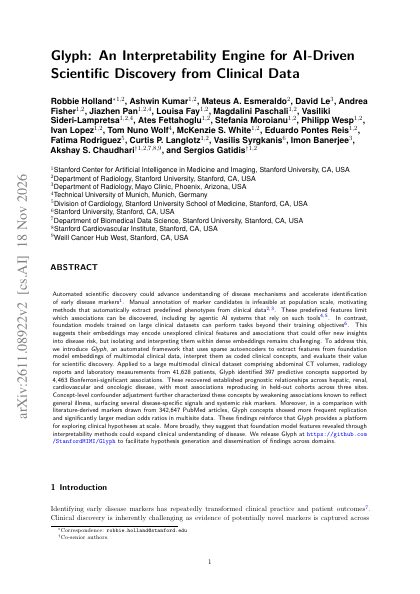 Glyph: An Interpretability Engine for AI-Driven
Scientific Discovery from Clinical Data
Robbie Holland*1,2, Ashwin Kumar1,2, Mateus A. Esmeraldo2, David Le3, Andrea
Fisher1,2, Jiazhen Pan1,2,4, Louisa Fay1,2, Magdalini Paschali1,2, Vasiliki
Sideri-Lampretsa1,2,4, Ates Fettahoglu1,2, Stefania Moroianu1,2, Philipp Wesp1,2,
Ivan Lopez1,2, Tom Nuno Wolf4, McKenzie S. White1,2, Eduardo Pontes Reis1,2,
Fatima Rodriguez5, Curtis P. Langlotz1,2, Vasilis Syrgkanis6, Imon Banerjee3,
Akshay S. Chaudhari†1,2,7,8,9, and Sergios Gatidis†1,2
1Stanford Center for Artificial Intelligence in Medicine and Imaging, Stanford University, CA, USA
2Department of Radiology, Stanford University, Stanford, CA, USA
3Department of Radiology, Mayo Clinic, Phoenix, Arizona, USA
4Technical University of Munich, Munich, Germany
5Division of Cardiology, Stanford University School of Medicine, Stanford, CA, USA
6Stanford University, Stanford, CA, USA
7Department of Biomedical Data Science, Stanford University, Stanford, CA, USA
8Stanford Cardiovascular Institute, Stanford, CA, USA
9Weill Cancer Hub West, Stanford, CA, USA
ABSTRACT
Automated scientific discovery could advance understanding of disease mechanisms and accelerate identification
of early disease markers1. Manual annotation of marker candidates is infeasible at population scale, motivating
methods that automatically extract predefined phenotypes from clinical data2,3. These predefined features limit
which associations can be discovered, including by agentic AI systems that rely on such tools4,5. In contrast,
foundation models trained on large clinical datasets can perform tasks beyond their training objectives6. This
suggests their embeddings may encode unexplored clinical features and associations that could offer new insights
into disease risk, but isolating and interpreting them within dense embeddings remains challenging. To address this,
we introduce Glyph, an automated framework that uses sparse autoencoders to extract features from foundation
model embeddings of multimodal clinical data, interpret them as coded clinical concepts, and evaluate their value
for scientific discovery. Applied to a large multimodal clinical dataset comprising abdominal CT volumes, radiology
reports and laboratory measurements from 41,628 patients, Glyph identified 397 predictive concepts supported by
4,463 Bonferroni-significant associations. These recovered established prognostic relations across hepatic, renal,
cardiovascular and oncologic disease, with most associations reproducing in held-out cohorts across three sites.
Concept-level confounder adjustment further characterized these concepts by weakening associations known to reflect
general illness, surfacing several disease-specific signals and systemic risk markers. Moreover, in a comparison with
literature-derived markers drawn from 342,847 PubMed articles, Glyph concepts showed more frequent replication
and significantly larger median odds ratios in multisite data. These findings reinforce that Glyph provides a platform
for exploring clinical hypotheses at scale. More broadly, they suggest that foundation model features revealed through
interpretability methods could expand clinical understanding of disease. We release Glyph at https://github.com
/StanfordMIMI/Glyph to facilitate hypothesis generation and dissemination of findings across domains.
1 Introduction
Identifying early disease markers has repeatedly transformed clinical practice and patient outcomes7.
Clinical discovery is inherently challenging as evidence of potentially novel markers is captured across
*Correspondence: robbie.holland@stanford.edu
†Co-senior authors
1
arXiv:2611.08922v2 [cs.AI] 18 Nov 2026